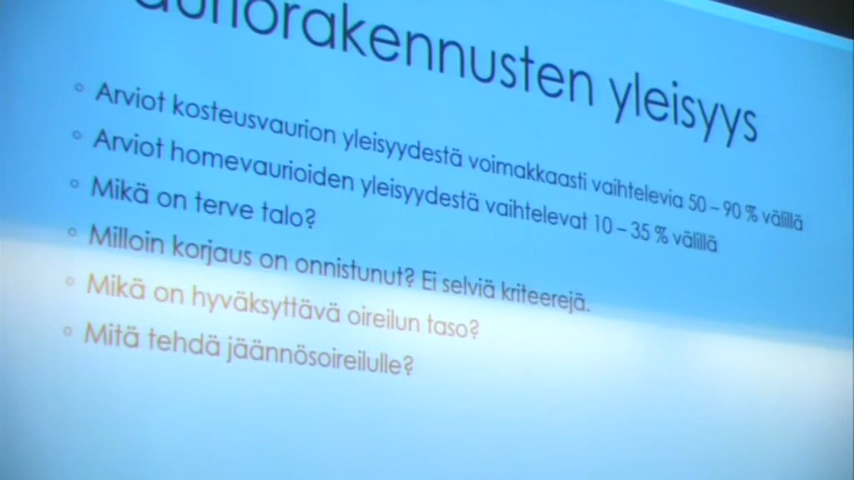 yleisyys
◦ Arviot kosteusvaurion yleisyydestä voimakkaasti vaihtelevia 50 – 90 % välillä
◦ Arviot homevaurioiden yleisyydestä vaihtelevat 10 – 35 % välillä
◦ Mikä on terve talo?
◦ Milloin korjaus on onnistunut? Ei selviä kriteerejä.
◦ Mikä on hyväksyttävä oireilun taso?
◦ Mitä tehdä jäännösoireilulle?